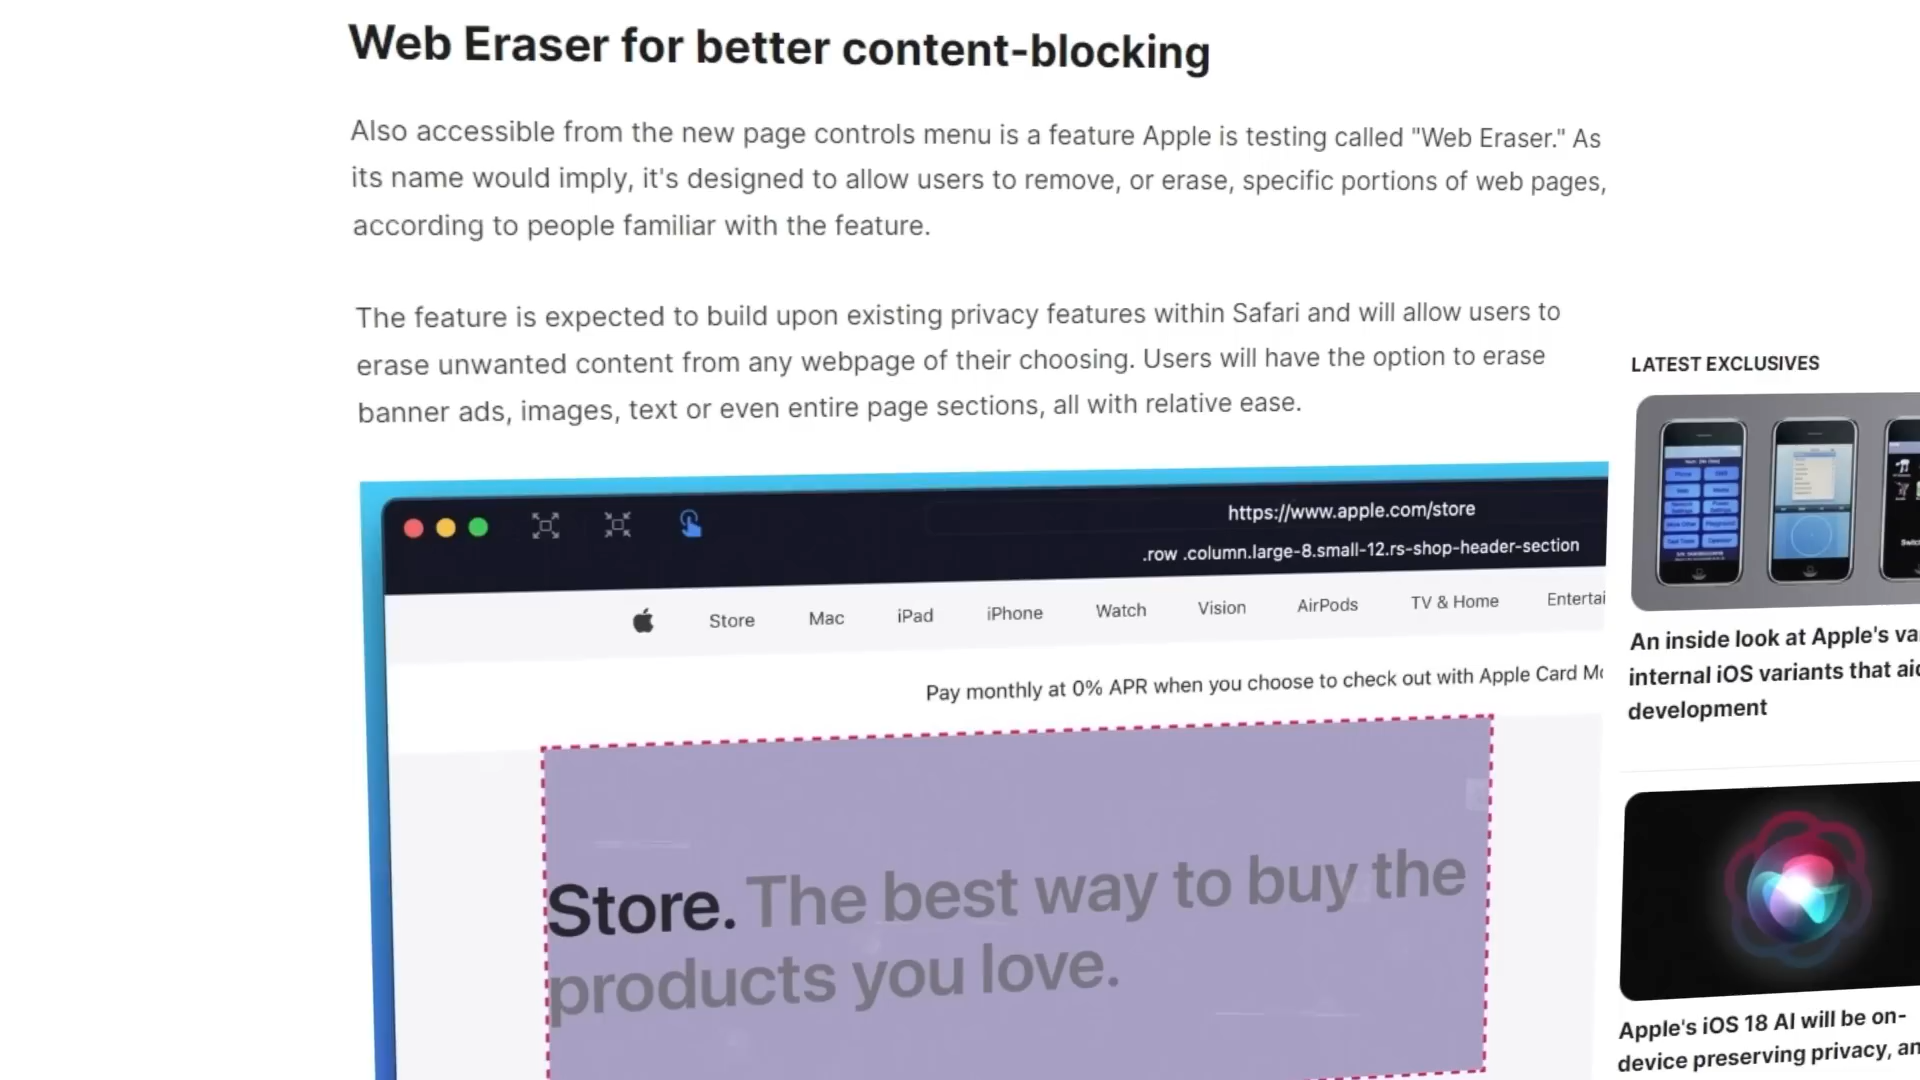 Web Eraser for better content-blocking
Also accessible from the new page controls menu is a feature Apple is testing called "Web Eraser." As
its name would imply, it's designed to allow users to remove, or erase, specific portions of web pages,
according to people familiar with the feature.
The feature is expected to build upon existing privacy features within Safari and will allow users to
erase unwanted content from any webpage of their choosing. Users will have the option to erase
banner ads, images, text or even entire page sections, all with relative ease.
https://www.apple.com/store
.row .column.large-8.small-12.rs-shop-header-section
Store Mac iPad iPhone Watch Vision AirPods TV & Home Entertai
Pay monthly at 0% APR when you choose to check out with Apple Card Mo
Store. The best way to buy the
products you love.
LATEST EXCLUSIVES
An inside look at Apple's va
internal iOS variants that aid
development
Apple's iOS 18 AI will be on-
device preserving privacy, an